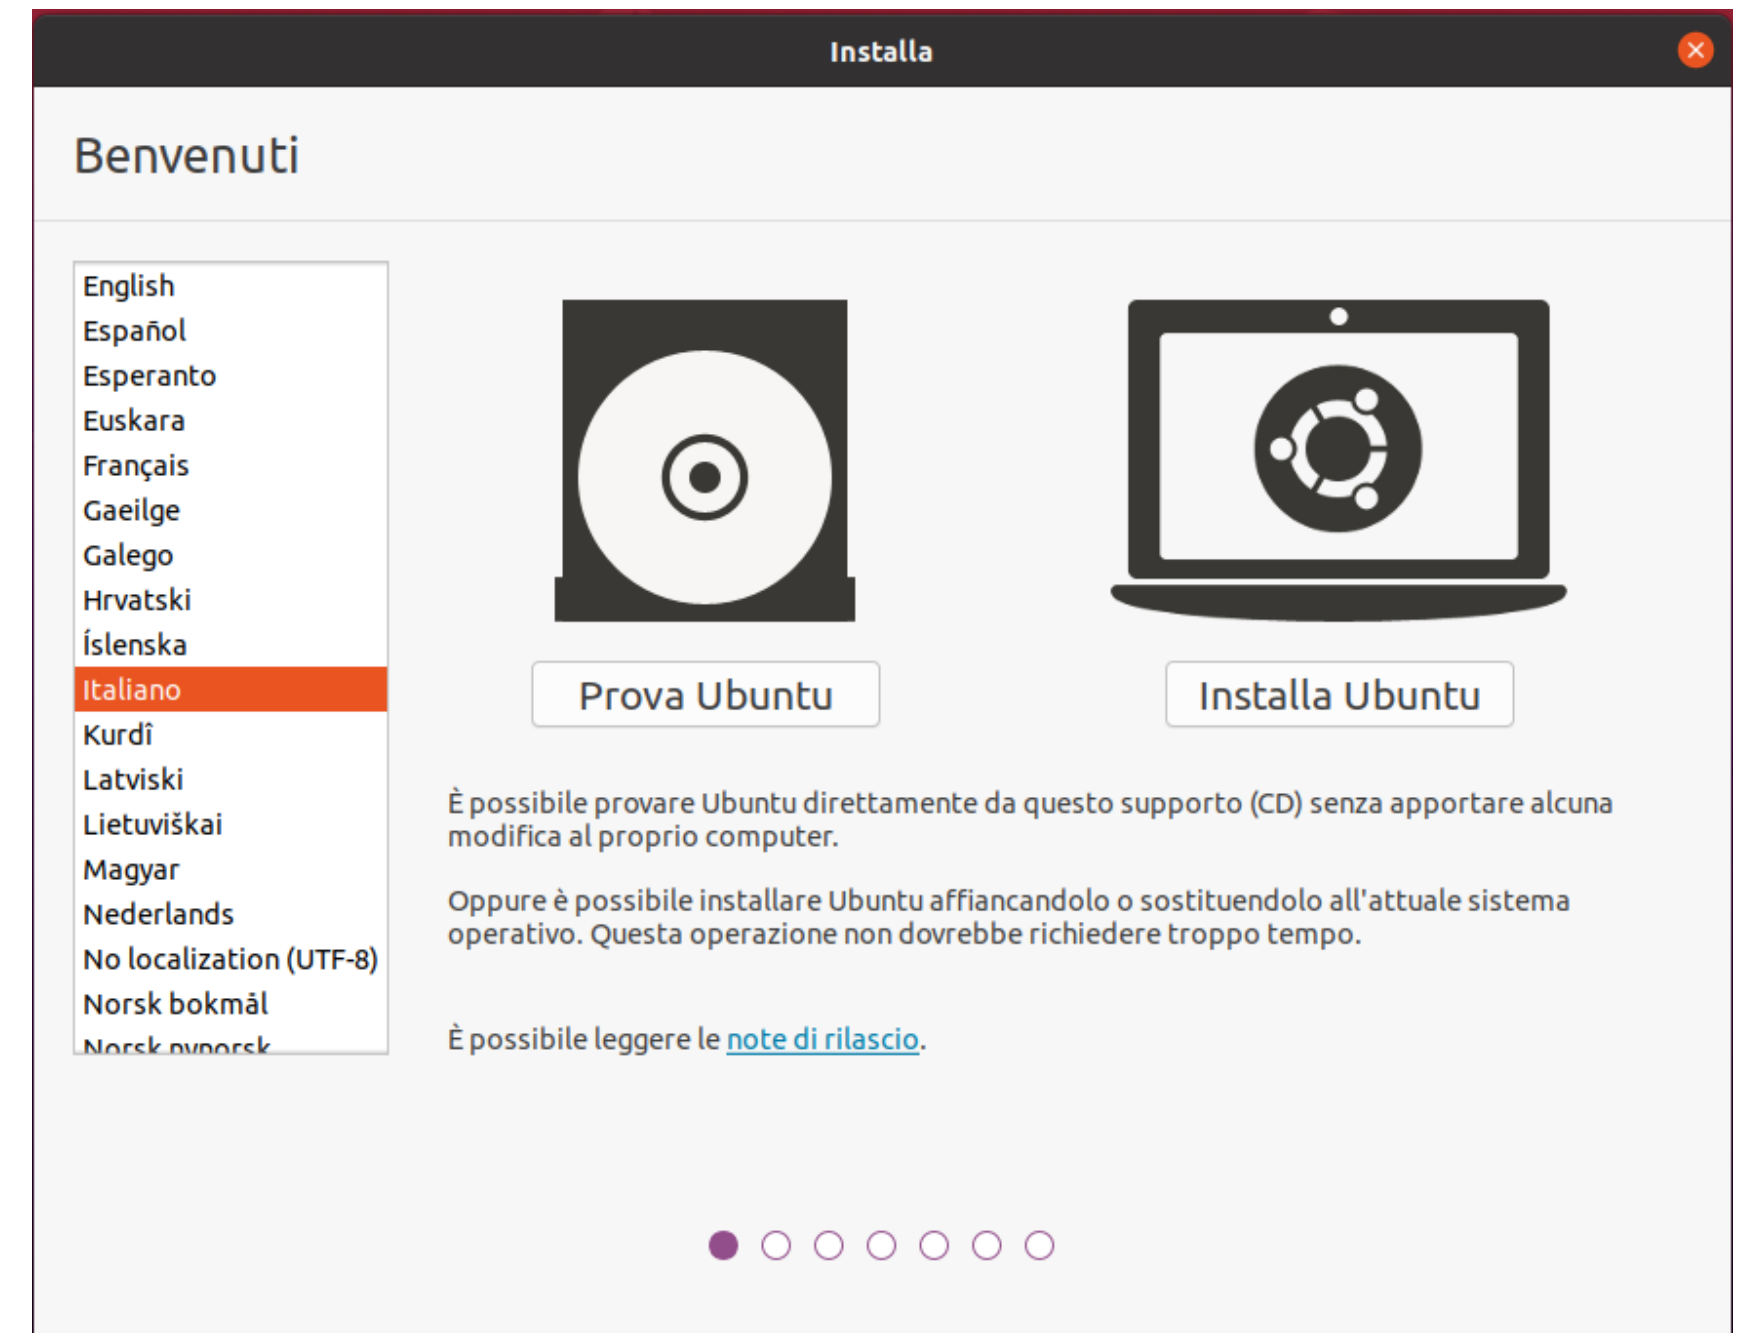 Installa
Benvenuti
English
Español
Esperanto
Euskara
Français
Gaeilge
Galego
Hrvatski
Íslenska
Italiano
Kurdî
Latviski
Lietuviškai
Magyar
Nederlands
No localization (UTF-8)
Norsk bokmål
Norsk nynorsk
Prova Ubuntu
Installa Ubuntu
È possibile provare Ubuntu direttamente da questo supporto (CD) senza apportare alcuna
modifica al proprio computer.
Oppure è possibile installare Ubuntu affiancandolo o sostituendolo all'attuale sistema
operativo. Questa operazione non dovrebbe richiedere troppo tempo.
È possibile leggere le note di rilascio.